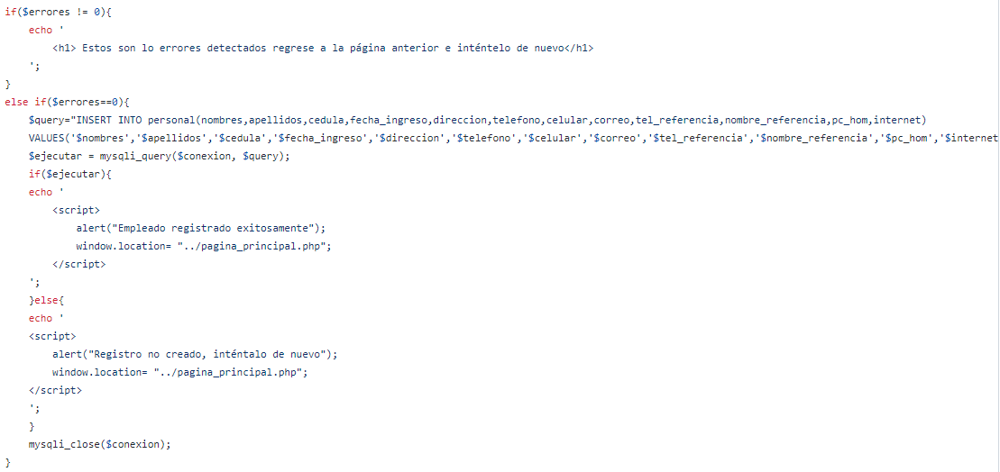 if($errores != 0){
echo '
<h1> Estos son lo errores detectados regrese a la página anterior e inténtelo de nuevo</h1>
';
}
else if($errores==0){
$query="INSERT INTO personal(nombres,apellidos,cedula,fecha_ingreso,direccion,telefono,celular,correo,tel_referencia,nombre_referencia,pc_hom,internet)
VALUES('$nombres','$apellidos','$cedula','$fecha_ingreso','$direccion','$telefono','$celular','$correo','$tel_referencia','$nombre_referencia','$pc_hom','$internet
$ejecutar = mysqli_query($conexion, $query);
if($ejecutar){
echo '
<script>
alert("Empleado registrado exitosamente");
window.location= "../pagina_principal.php";
</script>
';
}else{
echo '
<script>
alert("Registro no creado, inténtalo de nuevo");
window.location= "../pagina_principal.php";
</script>
';
}
mysqli_close($conexion);
}